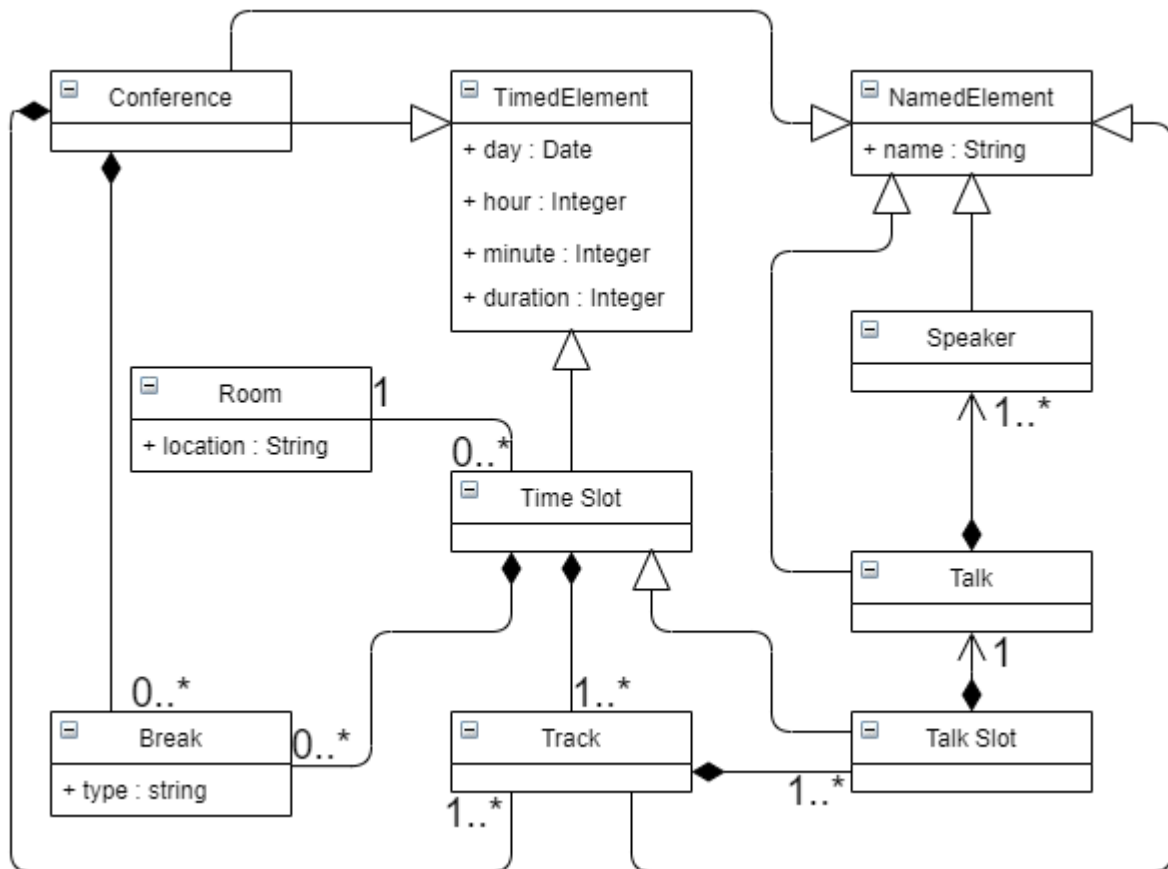 Conference
TimedElement
+ day : Date
+ hour : Integer
+ minute : Integer
+ duration : Integer
NamedElement
+ name : String
Speaker
1..*
Room
+ location : String
1
0..*
Time Slot
Talk
1
0..*
Break
+ type : string
0..*
1..*
Track
1..*
1..*
Talk Slot